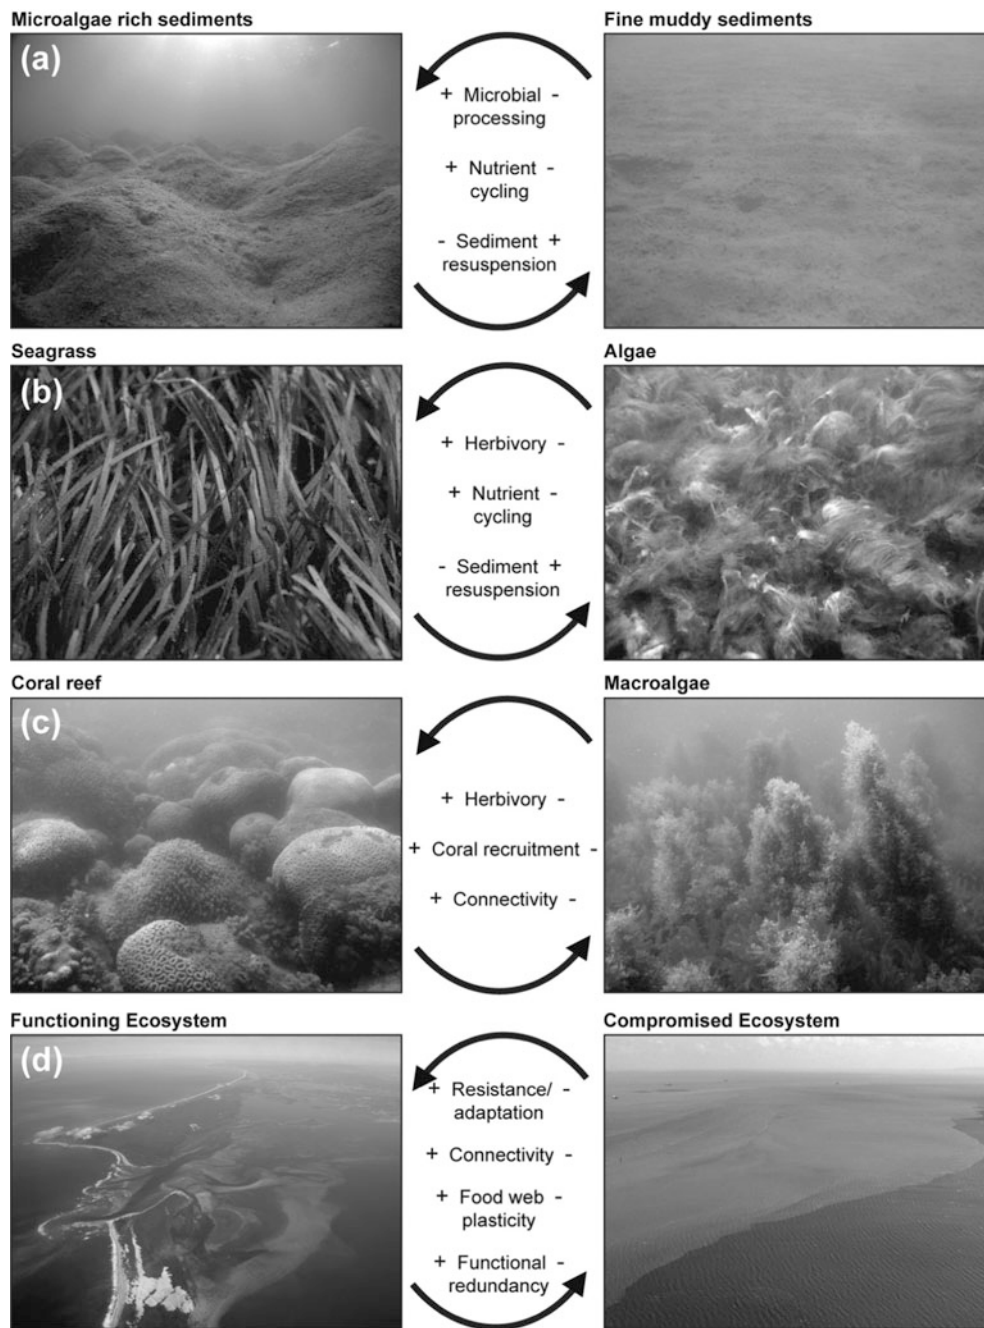 Microalgae rich sediments
Fine muddy sediments
(a)
+ Microbial -
processing
+ Nutrient -
cycling
- Sediment +
resuspension
Seagrass
Algae
(b)
+ Herbivory -
+ Nutrient -
cycling
- Sediment +
resuspension
Coral reef
Macroalgae
(c)
+ Herbivory -
+ Coral recruitment -
+ Connectivity -
Functioning Ecosystem
Compromised Ecosystem
(d)
+ Resistance/ -
adaptation
+ Connectivity -
+ Food web -
plasticity
+ Functional -
redundancy